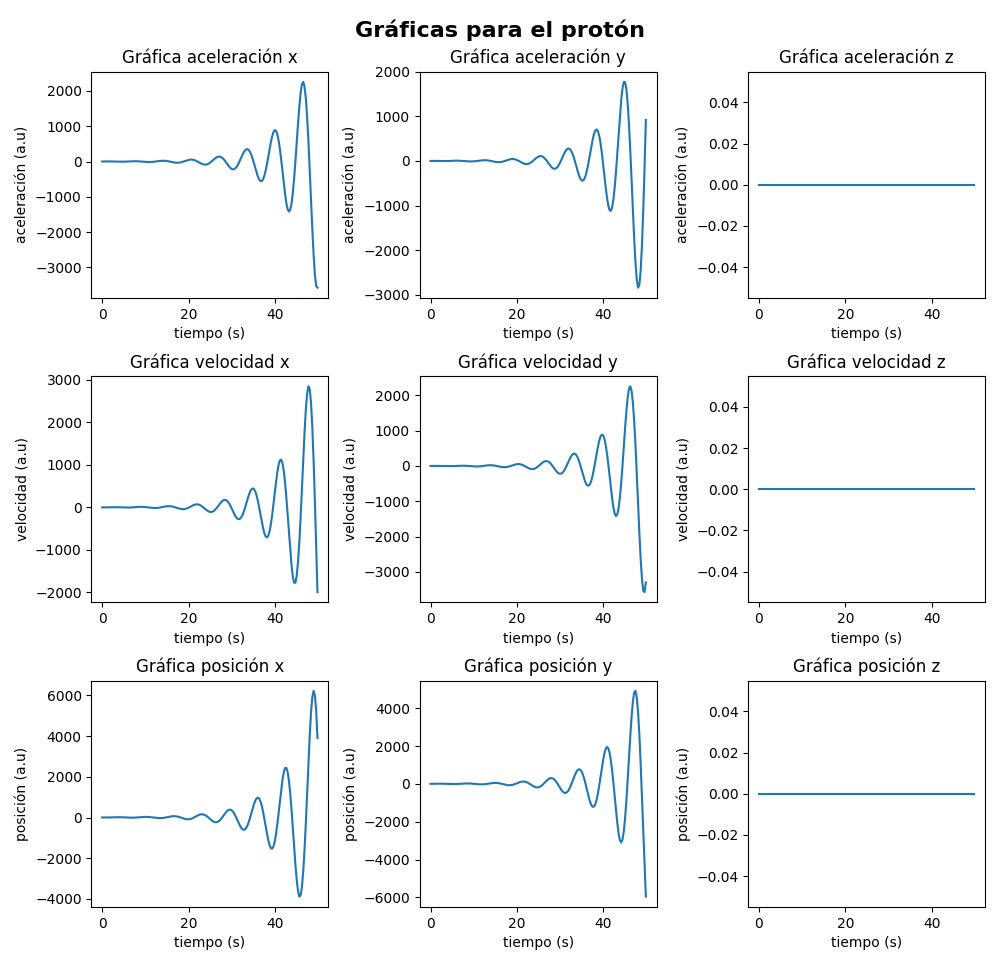 Gráficas para el protón
Gráfica aceleración x
aceleración (a.u)
2000
1000
0
−1000
−2000
−3000
0 20 40
tiempo (s)
Gráfica aceleración y
aceleración (a.u)
2000
1000
0
−1000
−2000
−3000
0 20 40
tiempo (s)
Gráfica aceleración z
aceleración (a.u)
0.04
0.02
0.00
−0.02
−0.04
0 20 40
tiempo (s)
Gráfica velocidad x
velocidad (a.u)
3000
2000
1000
0
−1000
−2000
0 20 40
tiempo (s)
Gráfica velocidad y
velocidad (a.u)
2000
1000
0
−1000
−2000
−3000
0 20 40
tiempo (s)
Gráfica velocidad z
velocidad (a.u)
0.04
0.02
0.00
−0.02
−0.04
0 20 40
tiempo (s)
Gráfica posición x
posición (a.u)
6000
4000
2000
0
−2000
−4000
0 20 40
tiempo (s)
Gráfica posición y
posición (a.u)
4000
2000
0
−2000
−4000
−6000
0 20 40
tiempo (s)
Gráfica posición z
posición (a.u)
0.04
0.02
0.00
−0.02
−0.04
0 20 40
tiempo (s)